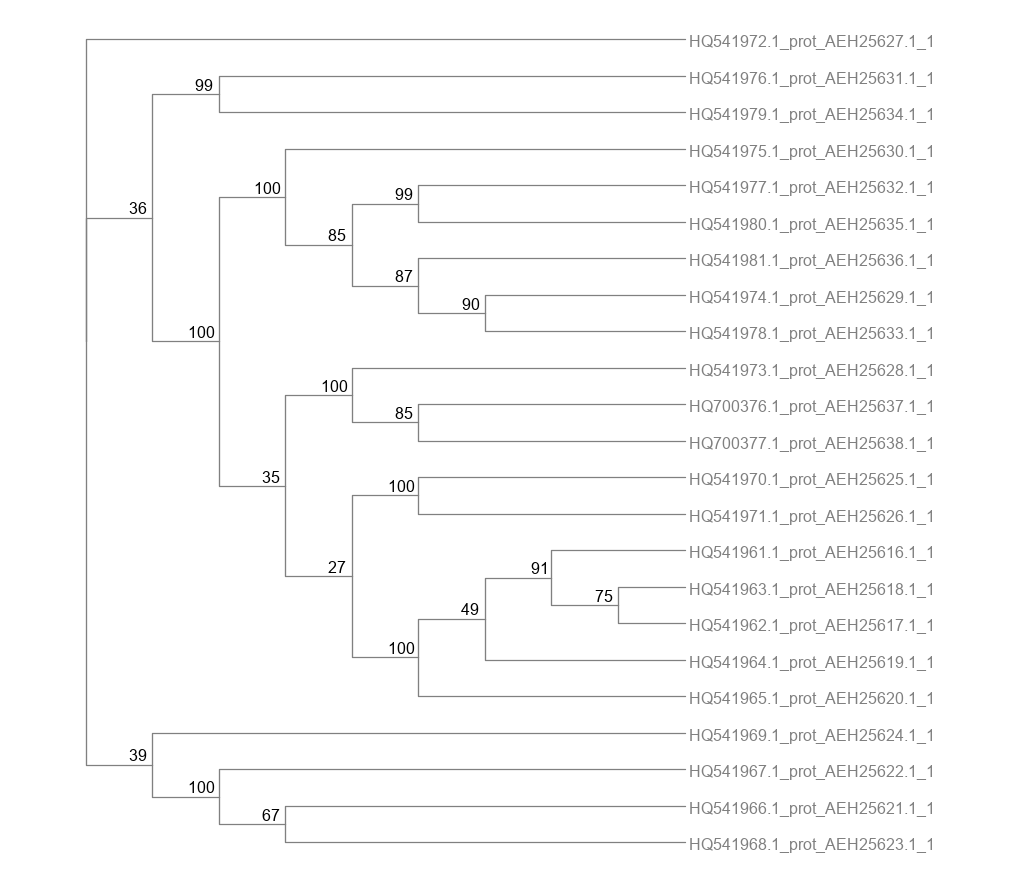 HQ541972.1_prot_AEH25627.1_1
HQ541976.1_prot_AEH25631.1_1
99
HQ541979.1_prot_AEH25634.1_1
HQ541975.1_prot_AEH25630.1_1
100
HQ541977.1_prot_AEH25632.1_1
99
36
HQ541980.1_prot_AEH25635.1_1
85
HQ541981.1_prot_AEH25636.1_1
87
HQ541974.1_prot_AEH25629.1_1
90
100
HQ541978.1_prot_AEH25633.1_1
HQ541973.1_prot_AEH25628.1_1
100
HQ700376.1_prot_AEH25637.1_1
85
HQ700377.1_prot_AEH25638.1_1
35
HQ541970.1_prot_AEH25625.1_1
100
HQ541971.1_prot_AEH25626.1_1
HQ541961.1_prot_AEH25616.1_1
27
91
HQ541963.1_prot_AEH25618.1_1
75
49
HQ541962.1_prot_AEH25617.1_1
100
HQ541964.1_prot_AEH25619.1_1
HQ541965.1_prot_AEH25620.1_1
HQ541969.1_prot_AEH25624.1_1
39
HQ541967.1_prot_AEH25622.1_1
100
HQ541966.1_prot_AEH25621.1_1
67
HQ541968.1_prot_AEH25623.1_1